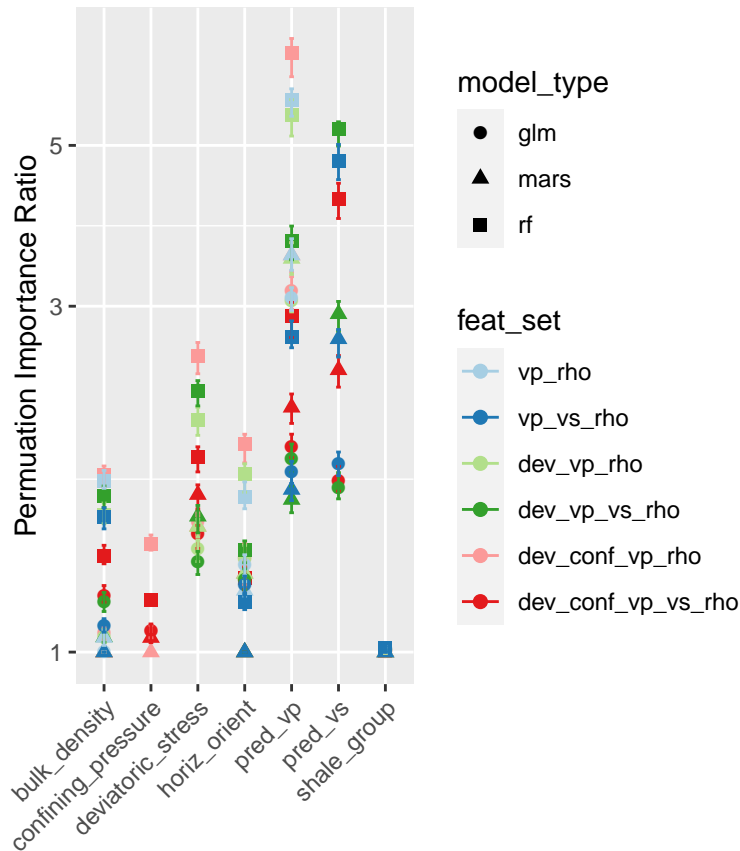 Permuation Importance Ratio
5
3
1
bulk_density
confining_pressure
deviatoric_stress
horiz_orient
pred_vp
pred_vs
shale_group
model_type
glm
mars
rf
feat_set
vp_rho
vp_vs_rho
dev_vp_rho
dev_vp_vs_rho
dev_conf_vp_rho
dev_conf_vp_vs_rho